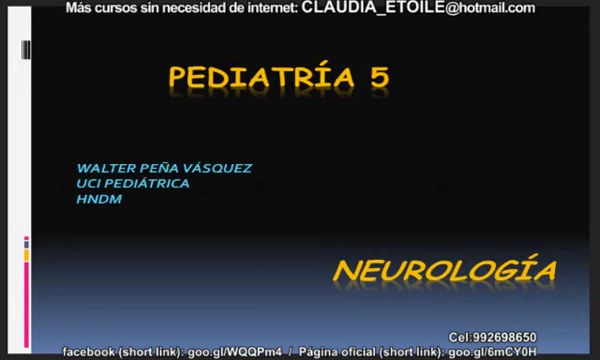 Más cursos sin necesidad de internet: CLAUDIA_ETOILE@hotmail.com
PEDIATRÍA 5
WALTER PEÑA VÁSQUEZ
UCI PEDIÁTRICA
HNDM
NEUROLOGÍA
Cel:992698650
facebook (short link): goo.gl/WQQPm4 / Página oficial (short link): goo.gl/6mCY0H